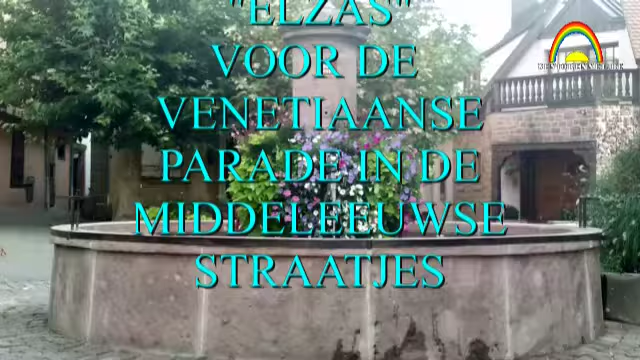 "ELZAS"
VOOR DE
VENETIAANSE
PARADE IN DE
MIDDELEEUWSE
STRAATJES